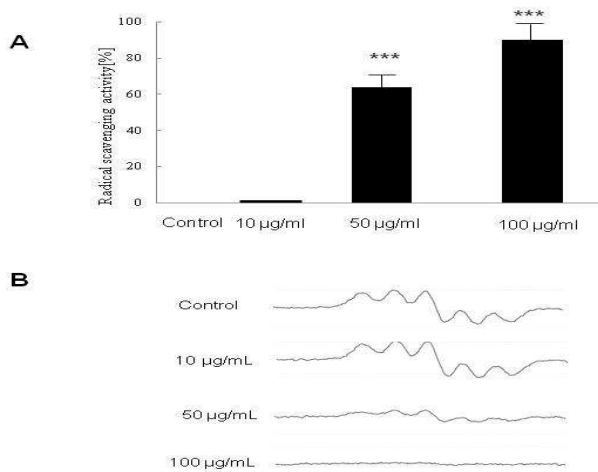 A
Radical scavenging activity[%]
100
80
60
40
20
0
***
***
Control 10 µg/ml 50 µg/ml 100 µg/ml
B
Control
10 µg/mL
50 µg/mL
100 µg/mL